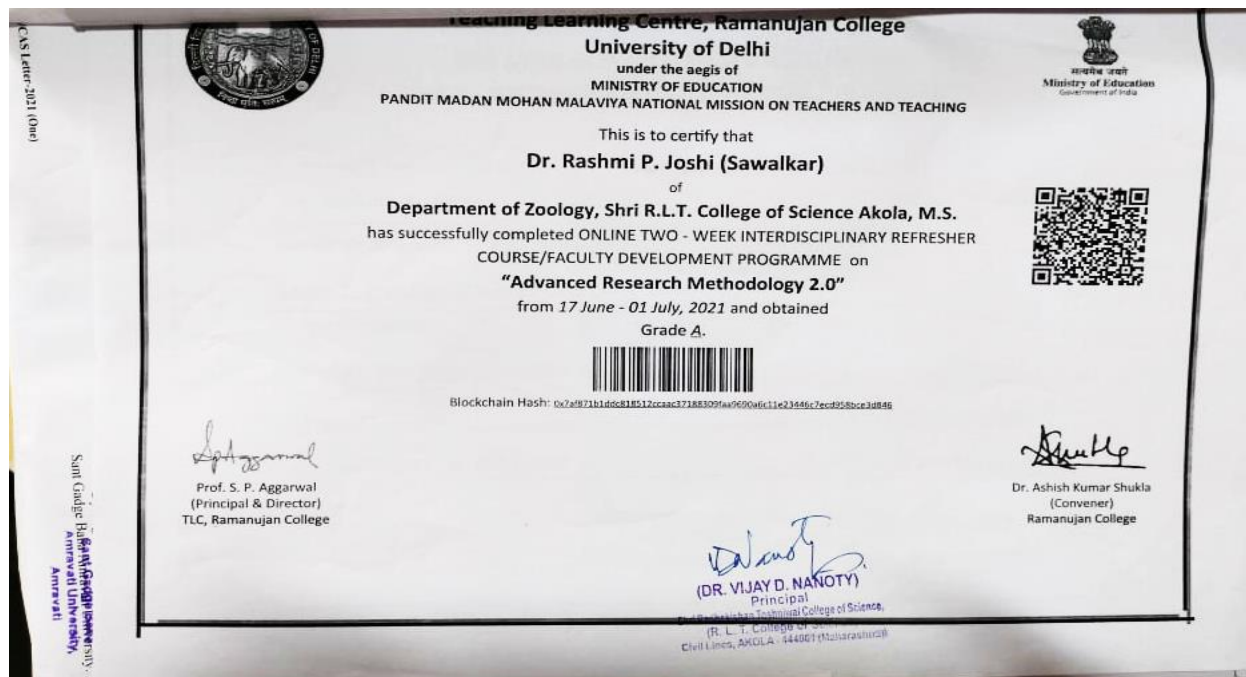 Teaching Learning Centre, Ramanujan College
University of Delhi
under the aegis of
MINISTRY OF EDUCATION
PANDIT MADAN MOHAN MALAVIYA NATIONAL MISSION ON TEACHERS AND TEACHING
सत्यमेव जयते
Ministry of Education
Government of India
This is to certify that
Dr. Rashmi P. Joshi (Sawalkar)
of
Department of Zoology, Shri R.L.T. College of Science Akola, M.S.
has successfully completed ONLINE TWO - WEEK INTERDISCIPLINARY REFRESHER
COURSE/FACULTY DEVELOPMENT PROGRAMME on
“Advanced Research Methodology 2.0”
from 17 June - 01 July, 2021 and obtained
Grade A.
Blockchain Hash:
Prof. S. P. Aggarwal
(Principal & Director)
TLC, Ramanujan College
Dr. Ashish Kumar Shukla
(Convener)
Ramanujan College
(DR. VIJAY D. NANOTY)
Principal
College of Science,
(R. L. T. College of
Civil Lines, AKOLA - 444001 (Maharashtra)
CAS Letter-2021 (One)
Sant Gadge Baba
Amravati University,
Amravati